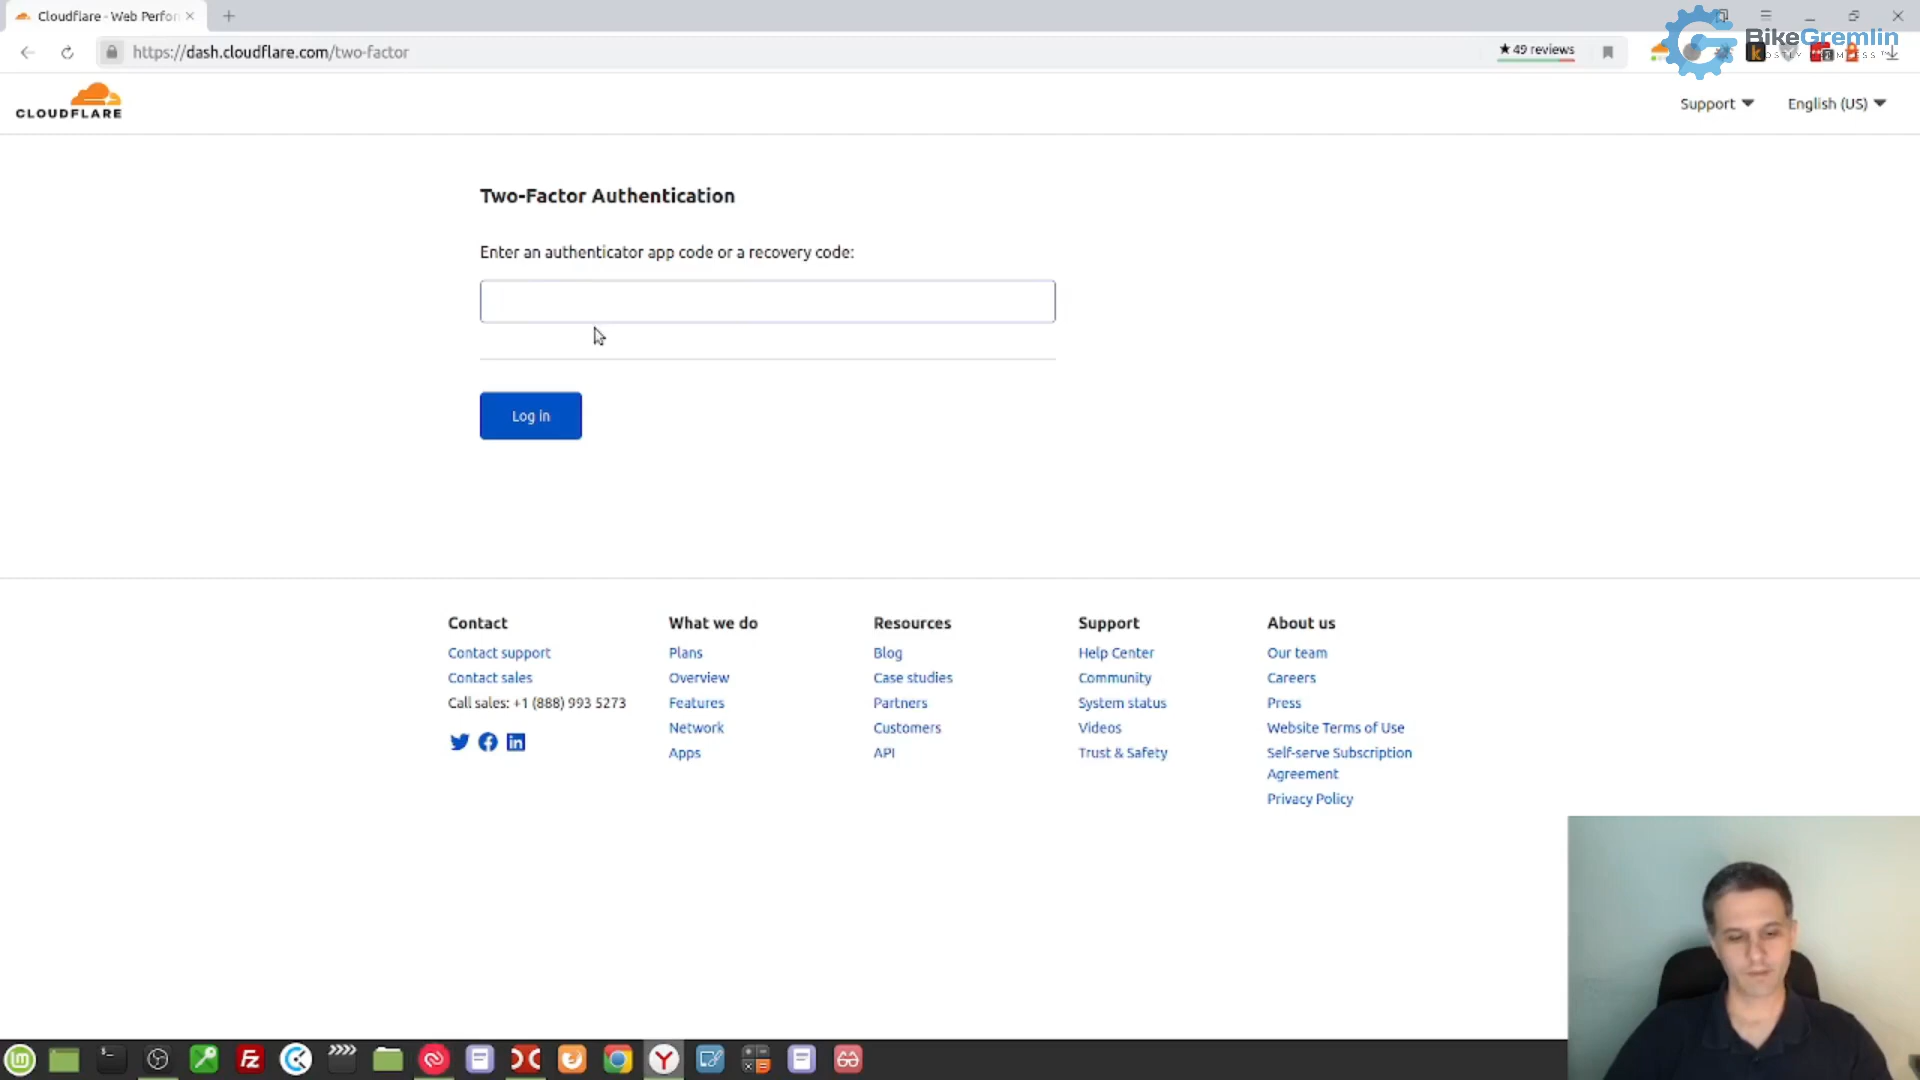 Cloudflare - Web Perfor
BikeGremlin
https://dash.cloudflare.com/two-factor
★ 49 reviews
CLOUDFLARE
Support
English (US)
Two-Factor Authentication
Enter an authenticator app code or a recovery code:
Log in
Contact
Contact support
Contact sales
Call sales: +1 (888) 993 5273
What we do
Plans
Overview
Features
Network
Apps
Resources
Blog
Case studies
Partners
Customers
API
Support
Help Center
Community
System status
Videos
Trust & Safety
About us
Our team
Careers
Press
Website Terms of Use
Self-serve Subscription
Agreement
Privacy Policy